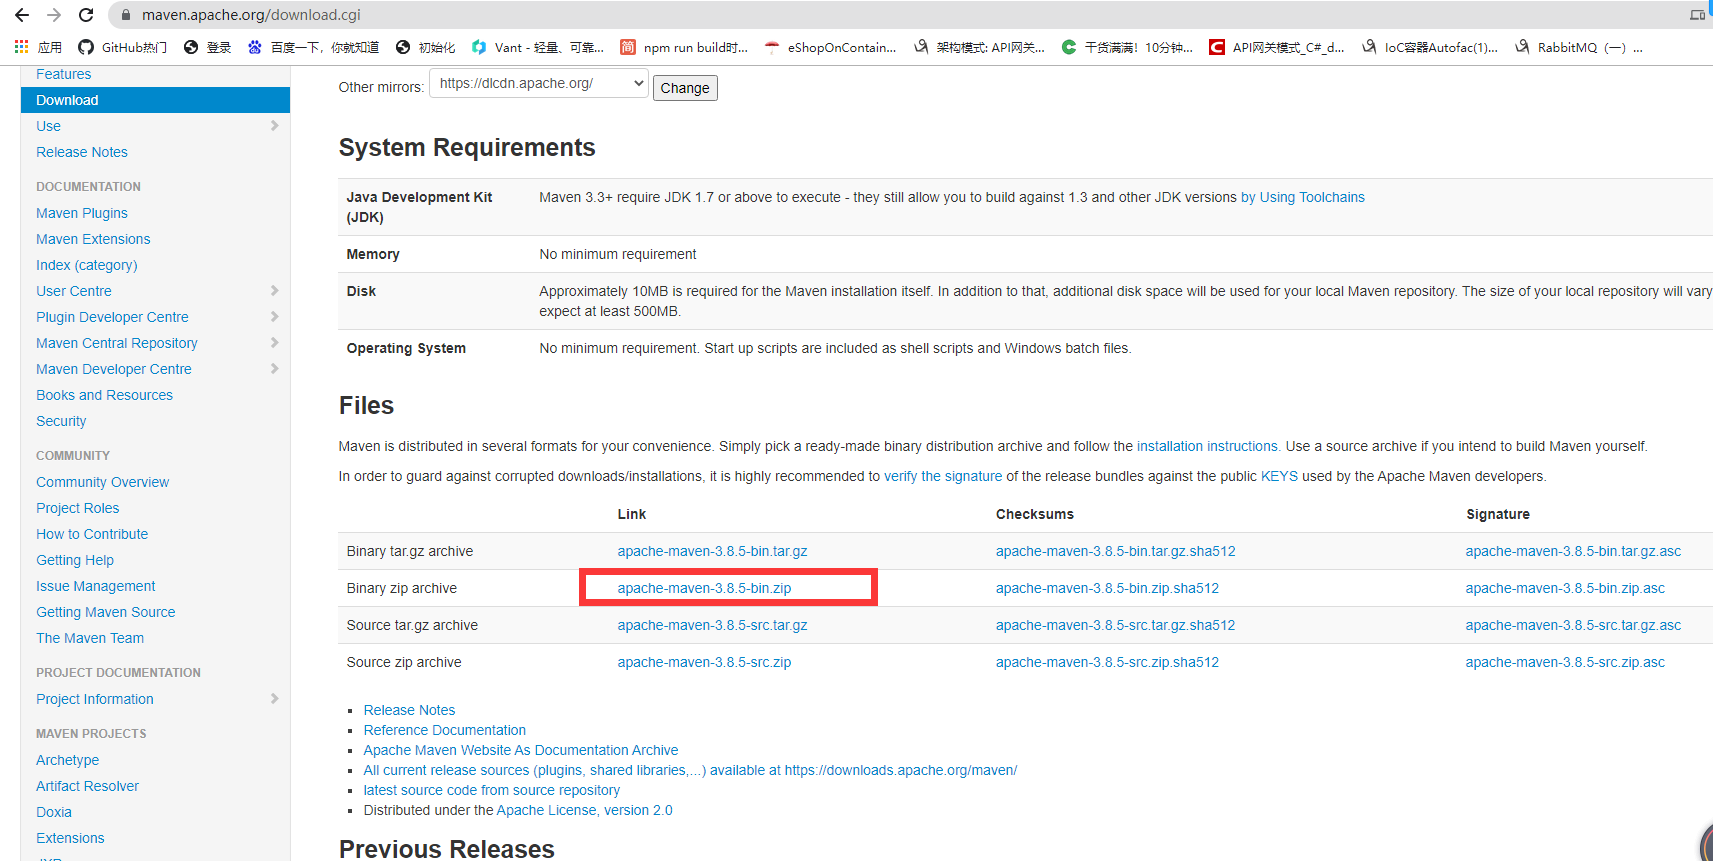 maven.apache.org/download.cgi
应用 GitHub热门 登录 百度一下，你就知道 初始化 Vant - 轻量、可靠... npm run build时... eShopOnContain... 架构模式: API网关... 干货满满！10分钟... API网关模式_C#_d... IoC容器Autofac(1)... RabbitMQ（一）...
Features
Download
Use
Release Notes
DOCUMENTATION
Maven Plugins
Maven Extensions
Index (category)
User Centre
Plugin Developer Centre
Maven Central Repository
Maven Developer Centre
Books and Resources
Security
COMMUNITY
Community Overview
Project Roles
How to Contribute
Getting Help
Issue Management
Getting Maven Source
The Maven Team
PROJECT DOCUMENTATION
Project Information
MAVEN PROJECTS
Archetype
Artifact Resolver
Doxia
Extensions
Other mirrors: https://dlcdn.apache.org/ Change
System Requirements
Java Development Kit (JDK) Maven 3.3+ require JDK 1.7 or above to execute - they still allow you to build against 1.3 and other JDK versions by Using Toolchains
Memory No minimum requirement
Disk Approximately 10MB is required for the Maven installation itself. In addition to that, additional disk space will be used for your local Maven repository. The size of your local repository will vary
expect at least 500MB.
Operating System No minimum requirement. Start up scripts are included as shell scripts and Windows batch files.
Files
Maven is distributed in several formats for your convenience. Simply pick a ready-made binary distribution archive and follow the installation instructions. Use a source archive if you intend to build Maven yourself.
In order to guard against corrupted downloads/installations, it is highly recommended to verify the signature of the release bundles against the public KEYS used by the Apache Maven developers.
Link Checksums Signature
Binary tar.gz archive apache-maven-3.8.5-bin.tar.gz apache-maven-3.8.5-bin.tar.gz.sha512 apache-maven-3.8.5-bin.tar.gz.asc
Binary zip archive apache-maven-3.8.5-bin.zip apache-maven-3.8.5-bin.zip.sha512 apache-maven-3.8.5-bin.zip.asc
Source tar.gz archive apache-maven-3.8.5-src.tar.gz apache-maven-3.8.5-src.tar.gz.sha512 apache-maven-3.8.5-src.tar.gz.asc
Source zip archive apache-maven-3.8.5-src.zip apache-maven-3.8.5-src.zip.sha512 apache-maven-3.8.5-src.zip.asc
Release Notes
Reference Documentation
Apache Maven Website As Documentation Archive
All current release sources (plugins, shared libraries,...) available at https://downloads.apache.org/maven/
latest source code from source repository
Distributed under the Apache License, version 2.0
Previous Releases